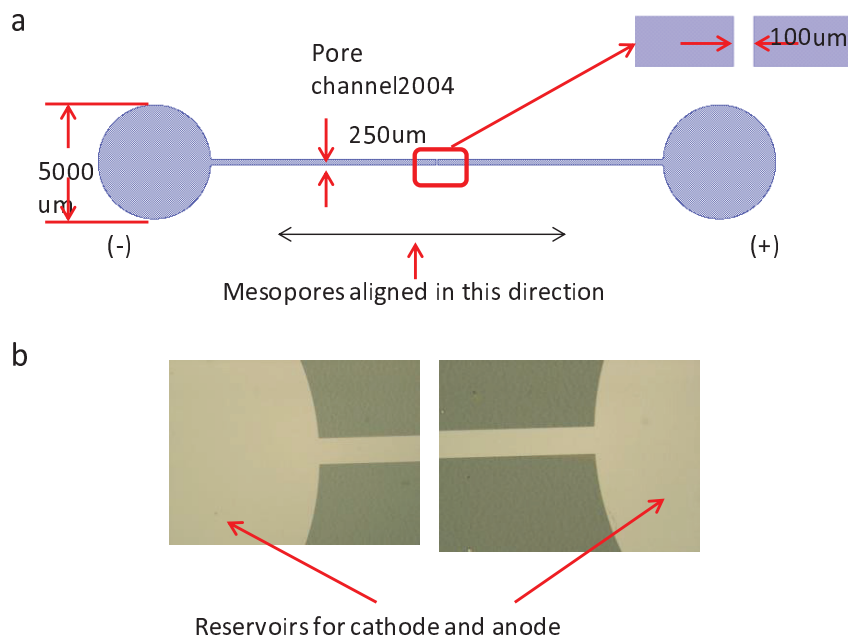 a
100um
Pore
channel2004
250um
5000
um
(-)
(+)
Mesopores aligned in this direction
b
Reservoirs for cathode and anode